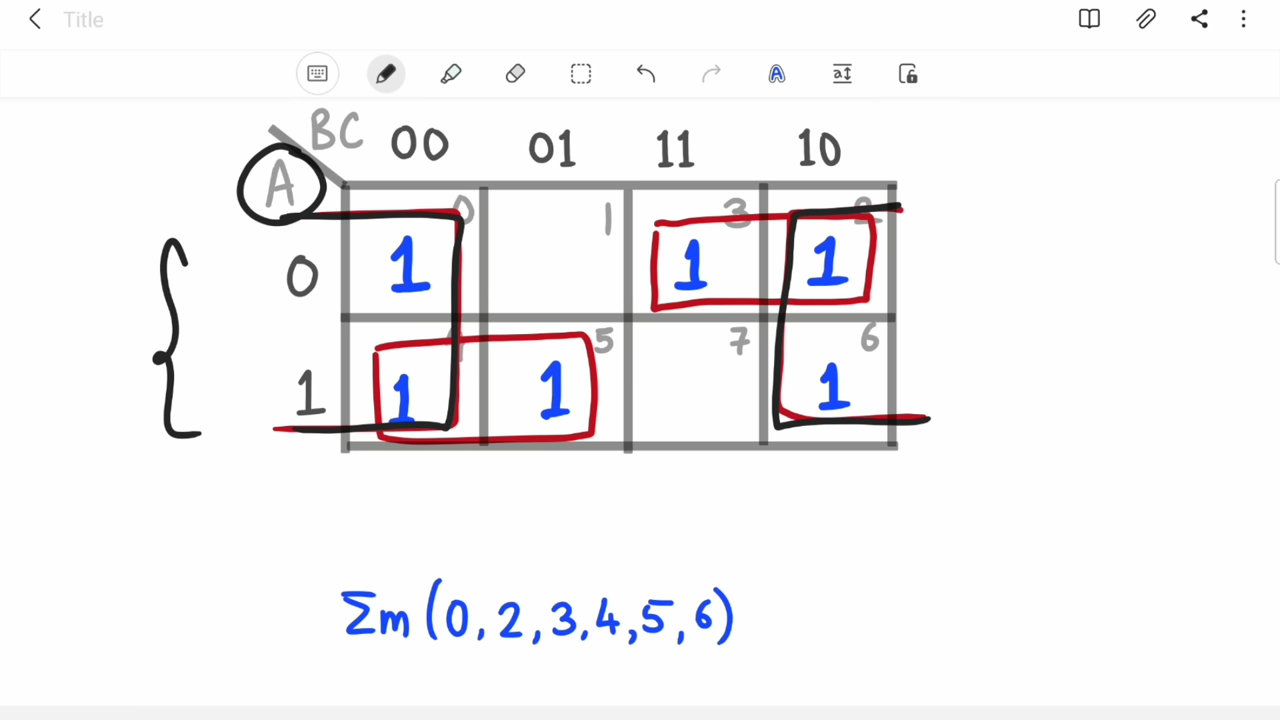 Title
A
a
BC 00 01 11 10
A
0 1 3 2
0 1 1 1
4 5 7 6
1 1 1 1
Σm(0,2,3,4,5,6)